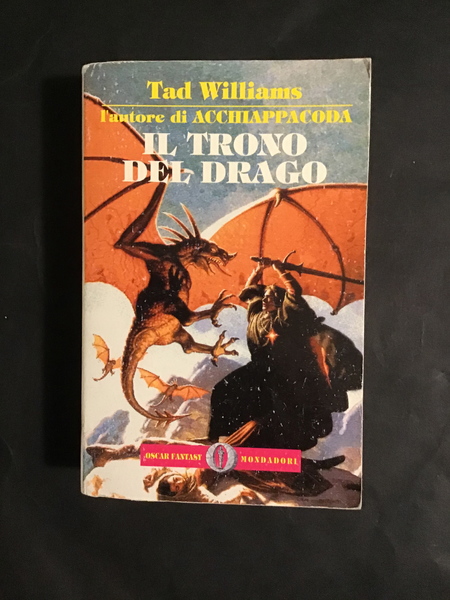 Tad Williams
l'autore di ACCHIAPPACODA
IL TRONO
DEL DRAGO
OSCAR FANTASY MONDADORI